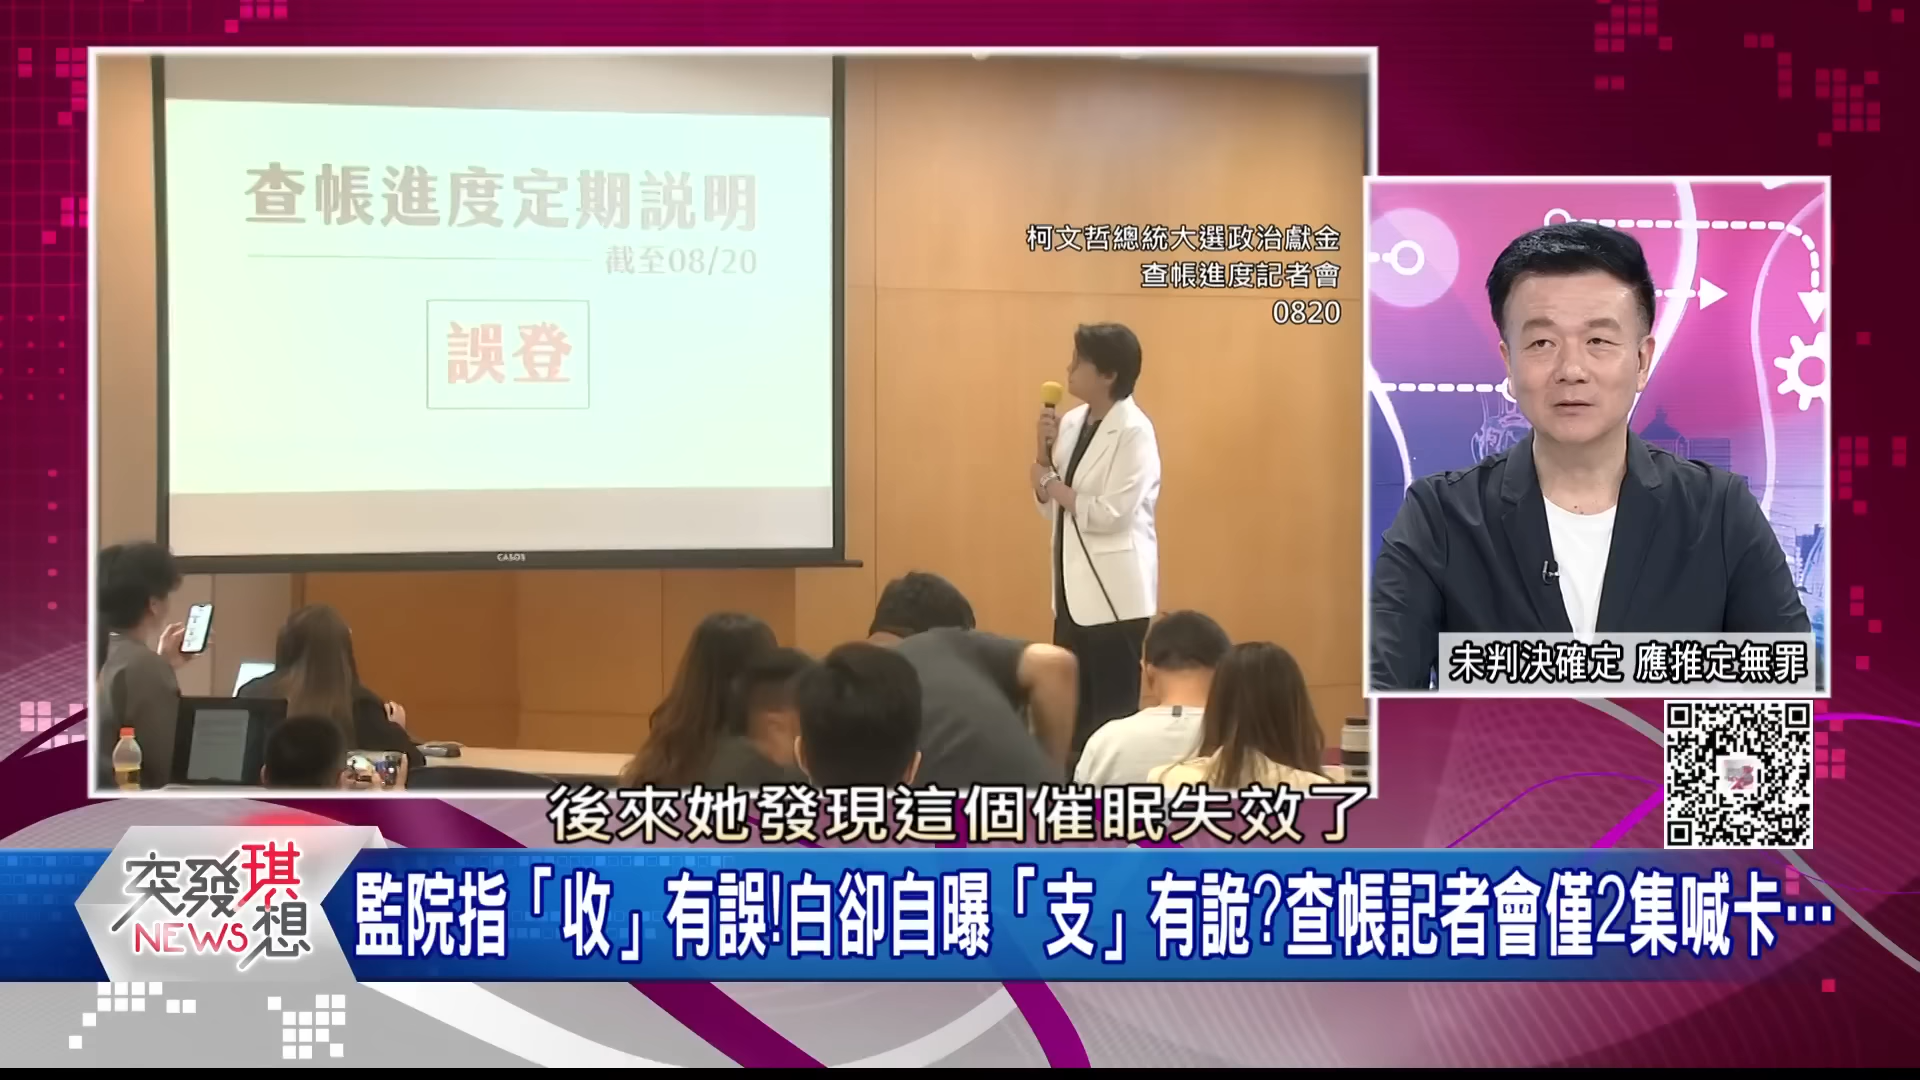 查帳進度定期説明
截至08/20
誤登
柯文哲總統大選政治獻金
查帳進度記者會
0820
CASOS
未判決確定 應推定無罪
後來她發現這個催眠失效了
突發琪想
NEWS
監院指「收」有誤!白卻自曝「支」有詭?查帳記者會僅2集喊卡…